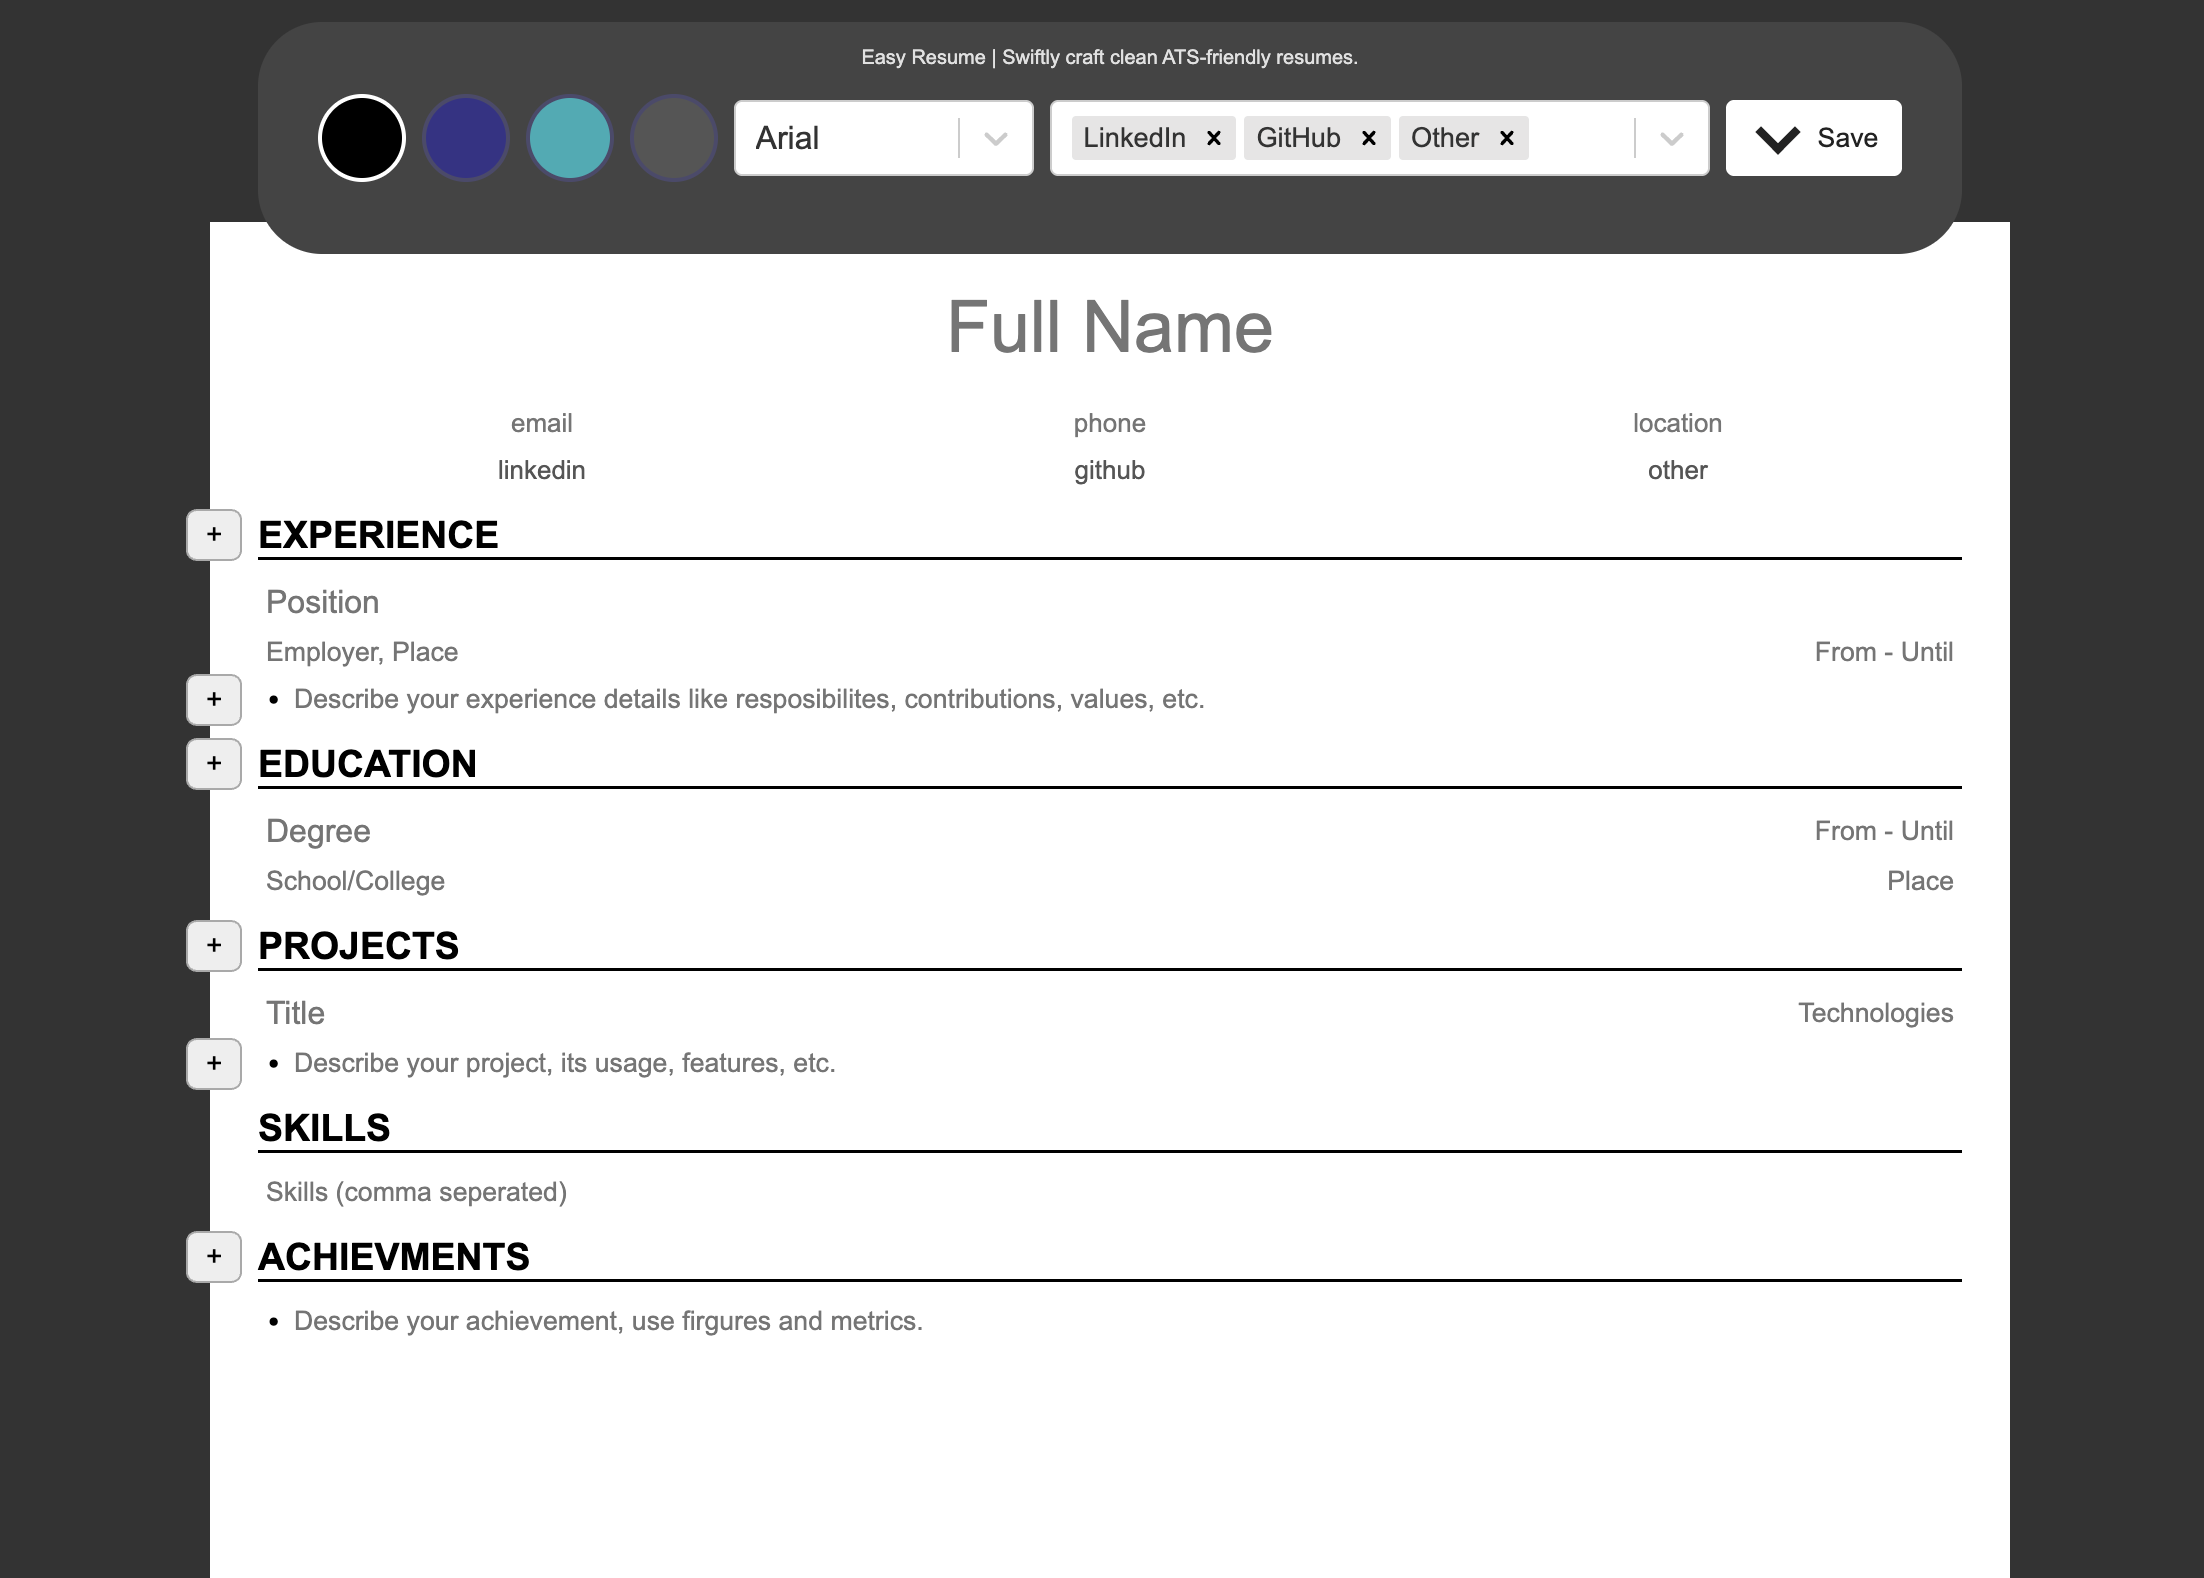 Easy Resume | Swiftly craft clean ATS-friendly resumes.
Arial LinkedIn × GitHub × Other × Save
Full Name
email phone location
linkedin github other
+ EXPERIENCE
Position
Employer, Place From - Until
+ • Describe your experience details like resposibilites, contributions, values, etc.
+ EDUCATION
Degree From - Until
School/College Place
+ PROJECTS
Title Technologies
+ • Describe your project, its usage, features, etc.
SKILLS
Skills (comma seperated)
+ ACHIEVMENTS
• Describe your achievement, use firgures and metrics.